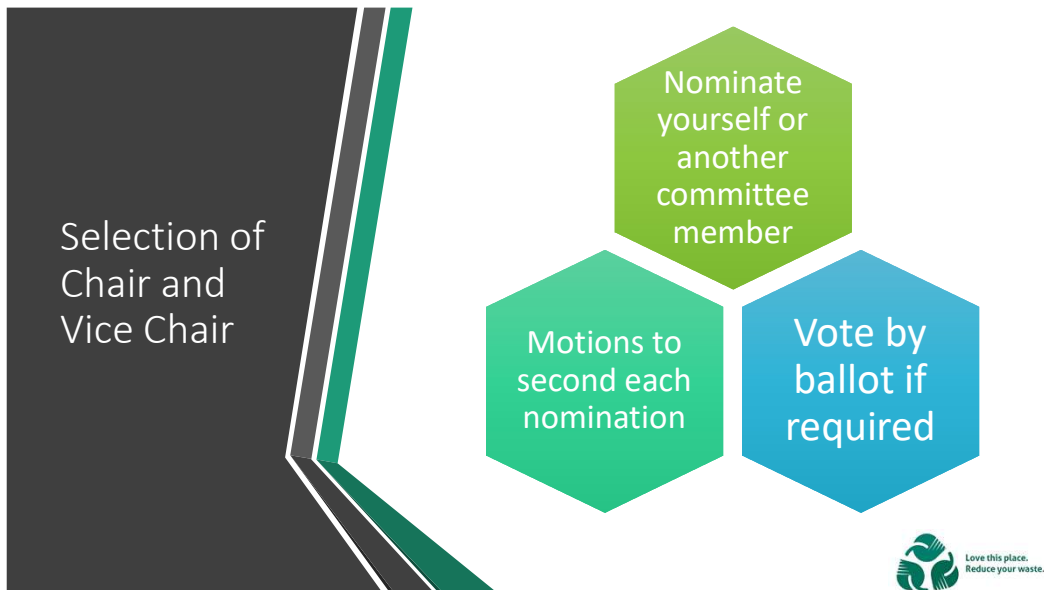 Selection of
Chair and
Vice Chair
Nominate
yourself or
another
committee
member
Motions to
second each
nomination
Vote by
ballot if
required
Love this place.
Reduce your waste.